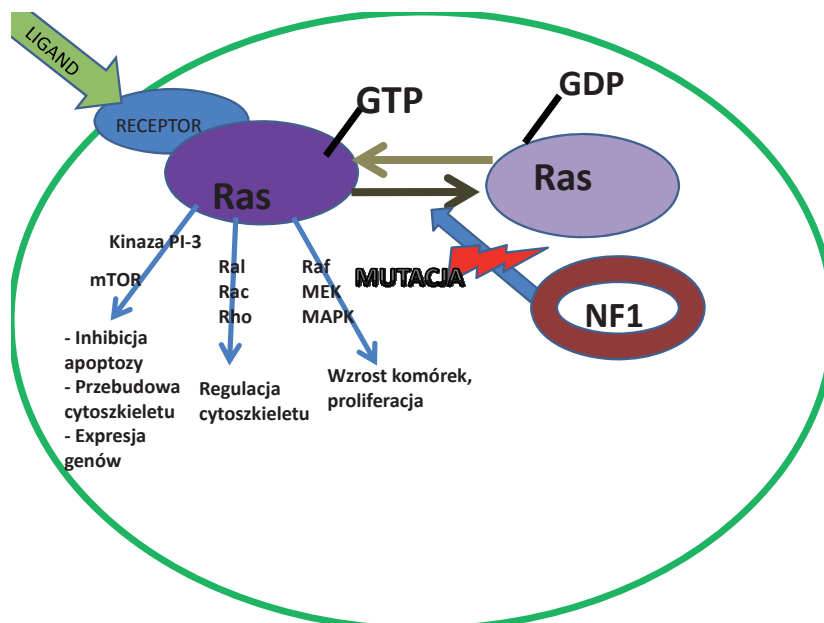 LIGAND
RECEPTOR
GTP
Ras
GDP
Ras
MUTACJA
NF1
Kinaza PI-3
mTOR
- Inhibicja
apoptozy
- Przebudowa
cytoszkieletu
- Expresja
genów
Ral
Rac
Rho
Regulacja
cytoszkieletu
Raf
MEK
MAPK
Wzrost komórek,
proliferacja